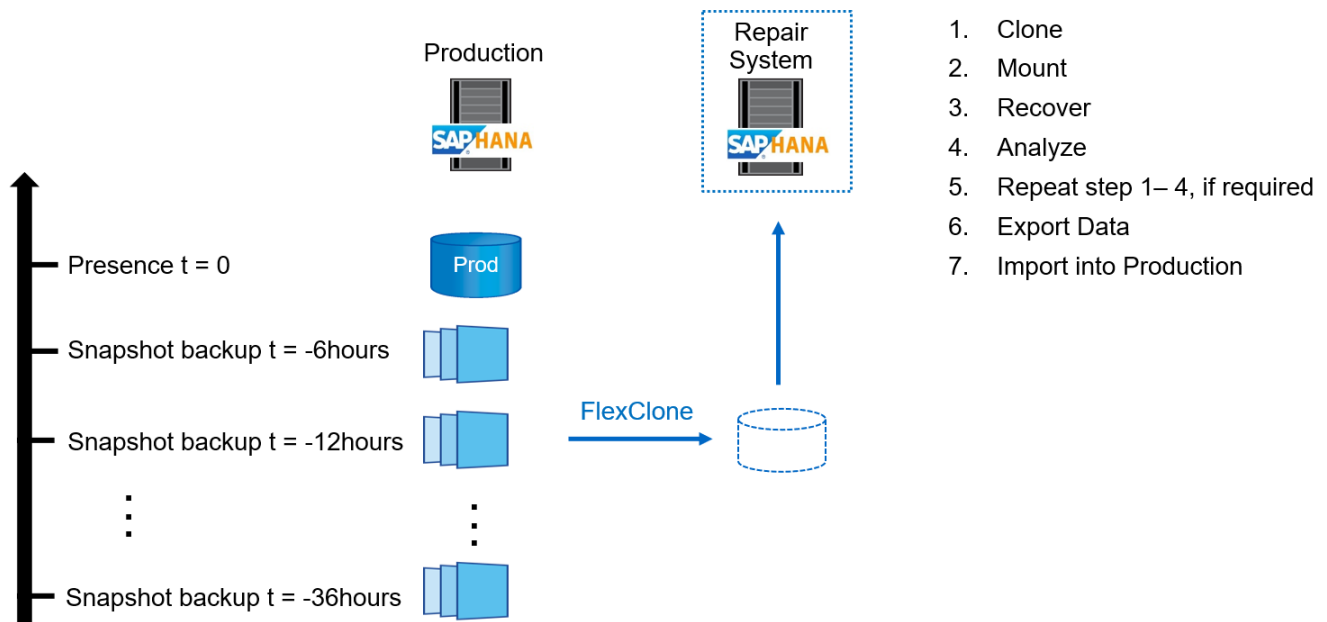 Production
SAP HANA
®
Repair
System
SAP HANA
®
Presence t = 0
Prod
Snapshot backup t = -6hours
Snapshot backup t = -12hours
FlexClone
⋮
⋮
Snapshot backup t = -36hours
1. Clone
2. Mount
3. Recover
4. Analyze
5. Repeat step 1– 4, if required
6. Export Data
7. Import into Production